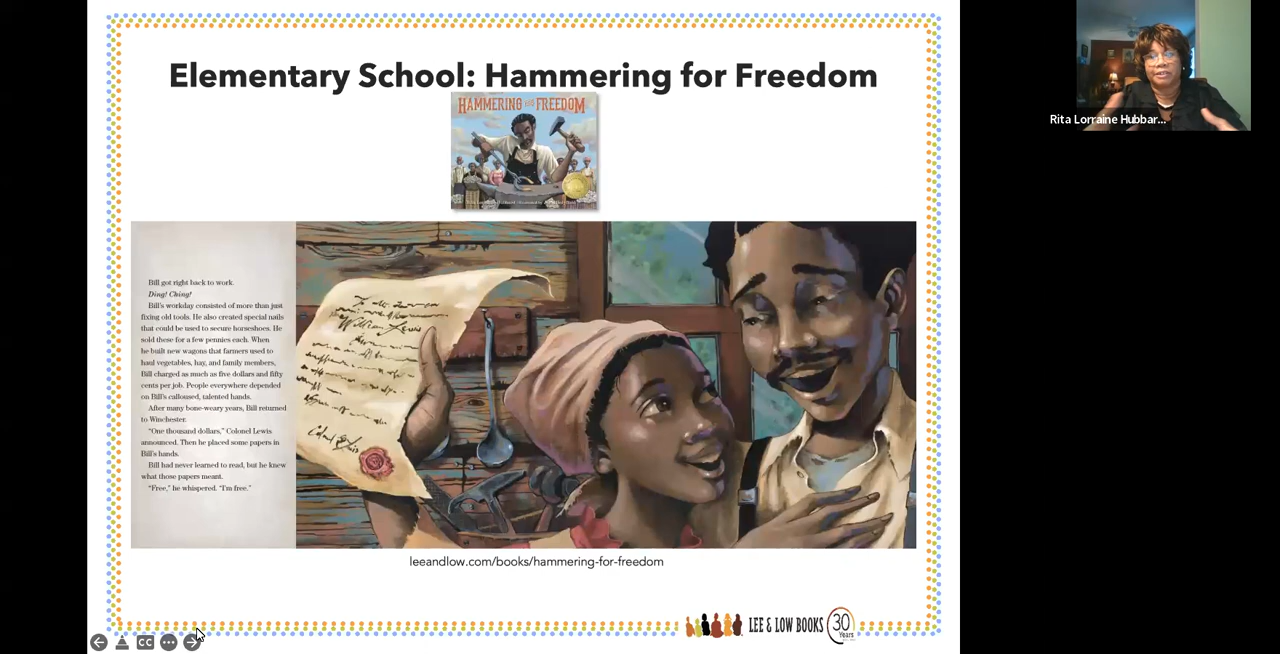 Elementary School: Hammering for Freedom
HAMMERING FOR FREEDOM
Rita Lorraine Hubbar...
Bill got right back to work.
Ding! Ching!
Bill's workday consisted of more than just
fixing old tools. He also created special nails
that could be used to secure horseshoes. He
sold these for a few pennies each. When
he built new wagons that farmers used to
haul vegetables, hay, and family members,
Bill charged as much as five dollars and fifty
cents per job. People everywhere depended
on Bill's calloused, talented hands.
After many bone-weary years, Bill returned
to Winchester.
"One thousand dollars," Colonel Lewis
announced. Then he placed some papers in
Bill's hands.
Bill had never learned to read, but he knew
what those papers meant.
"Free," he whispered. "I'm free."
William Lewis
Colonel Lewis
leeandlow.com/books/hammering-for-freedom
LEE & LOW BOOKS
30
Years
CC